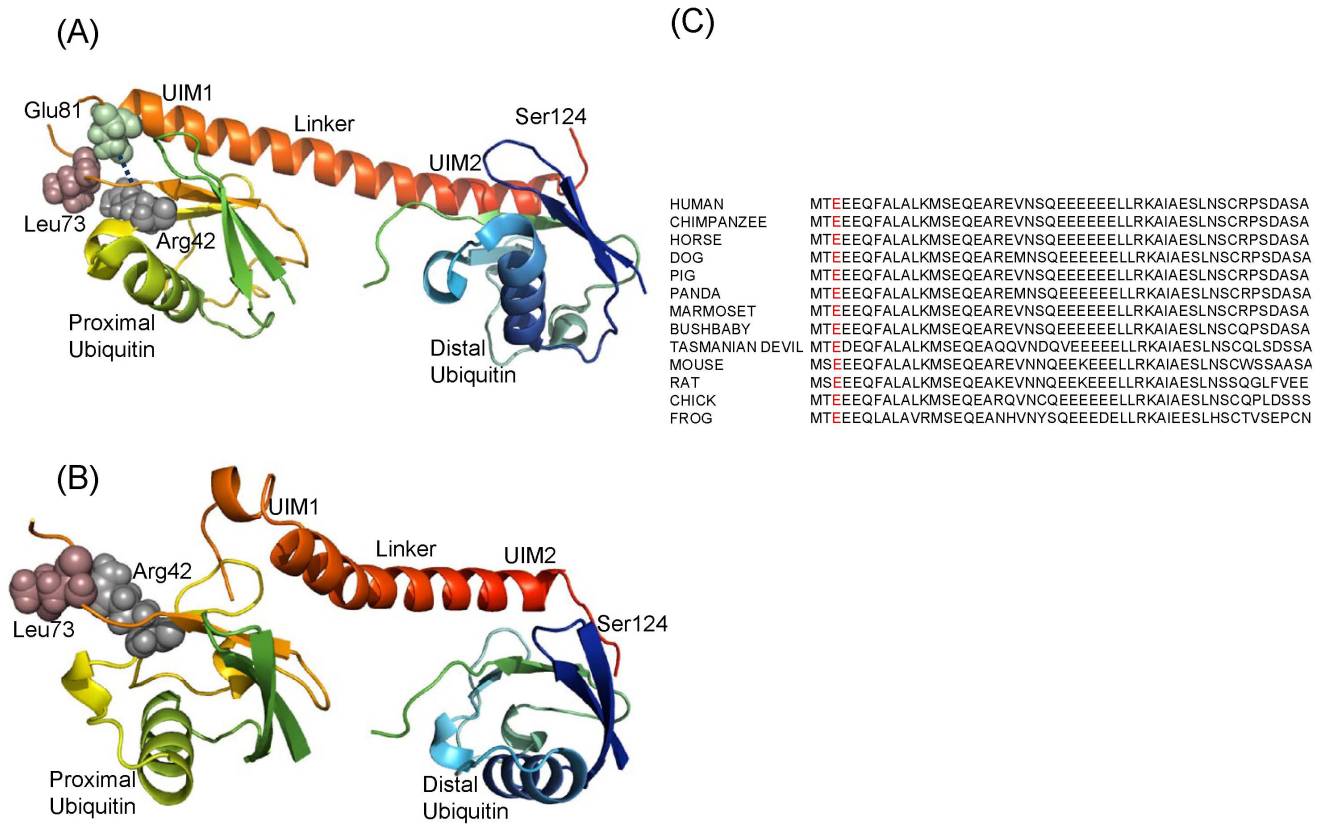 (A)
UIM1
Glu81
Linker
Ser124
UIM2
Leu73
Arg42
Proximal
Ubiquitin
Distal
Ubiquitin
(B)
UIM1
Arg42
Linker
UIM2
Leu73
Ser124
Proximal
Ubiquitin
Distal
Ubiquitin
(C)
HUMAN MTEEEQFALALKMSEQEAREVNSQEEEEEELLRKAIAESLNSCRPSDASA
CHIMPANZEE MTEEEQFALALKMSEQEAREVNSQEEEEEELLRKAIAESLNSCRPSDASA
HORSE MTEEEQFALALKMSEQEAREVNSQEEEEEELLRKAIAESLNSCRPSDASA
DOG MTEEEQFALALKMSEQEAREMNSQEEEEEELLRKAIAESLNSCRPSDASA
PIG MTEEEQFALALKMSEQEAREVNSQEEEEEELLRKAIAESLNSCRPSDASA
PANDA MTEEEQFALALKMSEQEAREMNSQEEEEEELLRKAIAESLNSCRPSDASA
MARMOSET MTEEEQFALALKMSEQEAREVNSQEEEEEELLRKAIAESLNSCRPSDASA
BUSHBABY MTEEEQFALALKMSEQEAREVNSQEEEEEELLRKAIAESLNSCQPSDASA
TASMANIAN DEVIL MTEDEQFALALKMSEQEAQQVNDQVEEEEELLRKAIAESLNSCQLSDSSA
MOUSE MSEEEQFALALKMSEQEAREVNNQEEKEEELLRKAIAESLNSCWSSAASA
RAT MSEEEQFALALKMSEQEAKEVNNQEEKEEELLRKAIAESLNSSQGLFVEE
CHICK MTEEEQFALALKMSEQEARQVNCQEEEEEELLRKAIAESLNSCQPLDSSS
FROG MTEEEQLALAVRMSEQEANHVNYSQEEEDELLRKAIEESLHSCTVSEPCN